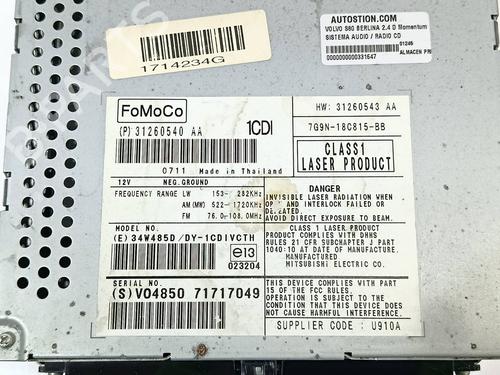 1714234G
AUTOSTION.COM
VOLVO S80 BERLINA 2.4 D Momentum
SISTEMA AUDIO / RADIO CD
01246
0000000000331647
ALMACEN PRI
FoMoCo
(P) 31260540 AA
1CDI
0711 Made in Thailand
HW: 31260543 AA
7G9N-18C815-BB
CLASS1
LASER PRODUCT
12V NEG.GROUND
FREQUENCY RANGE LW 153- 282KHz
AM(MW) 522- 1720KHz
FM 76.0-108.0MHz
MODEL NO.
(E) 34W485D/DY-1CDIVCTH
e13
023204
(S) V04850 71717049
DANGER
INVISIBLE LASER RADIATION WHEN
AND INTERLOCK FAILED OR
AVOID DIRECT EXPOSURE TO BEAM.
CLASS I LASER PRODUCT
PRODUCT COMPLIES WITH DHHS
RULES 21 CFR SUBCHAPTER J PART
1040·10 AT DATE OF MANUFACTURE.
MANUFACTURED
MITSUBISHI ELECTRIC CO.
THIS DEVICE COMPLIES WITH PART
15 OF THE FCC RULES.
OPERATION IS SUBJECT TO THE
CONDITION THAT THIS DEVICE DOES
NOT CAUSE HARMFUL INTERFERENCE
SUPPLIER CODE : U910A